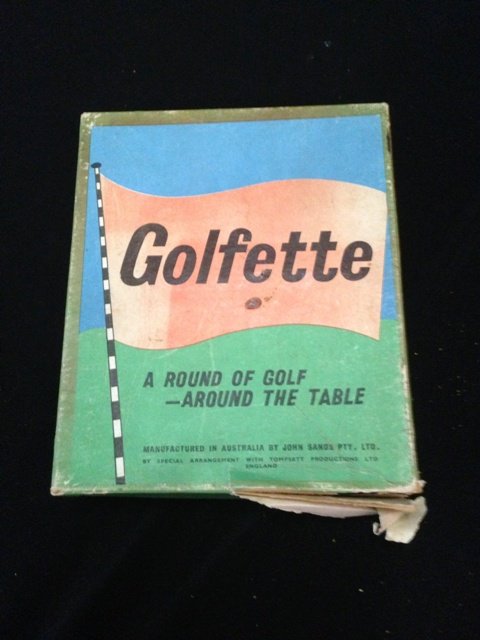 Golfette
A ROUND OF GOLF
—AROUND THE TABLE
MANUFACTURED IN AUSTRALIA BY JOHN SANDS PTY. LTD.
BY SPECIAL ARRANGEMENT WITH TOMPSETT PRODUCTIONS LTD
ENGLAND